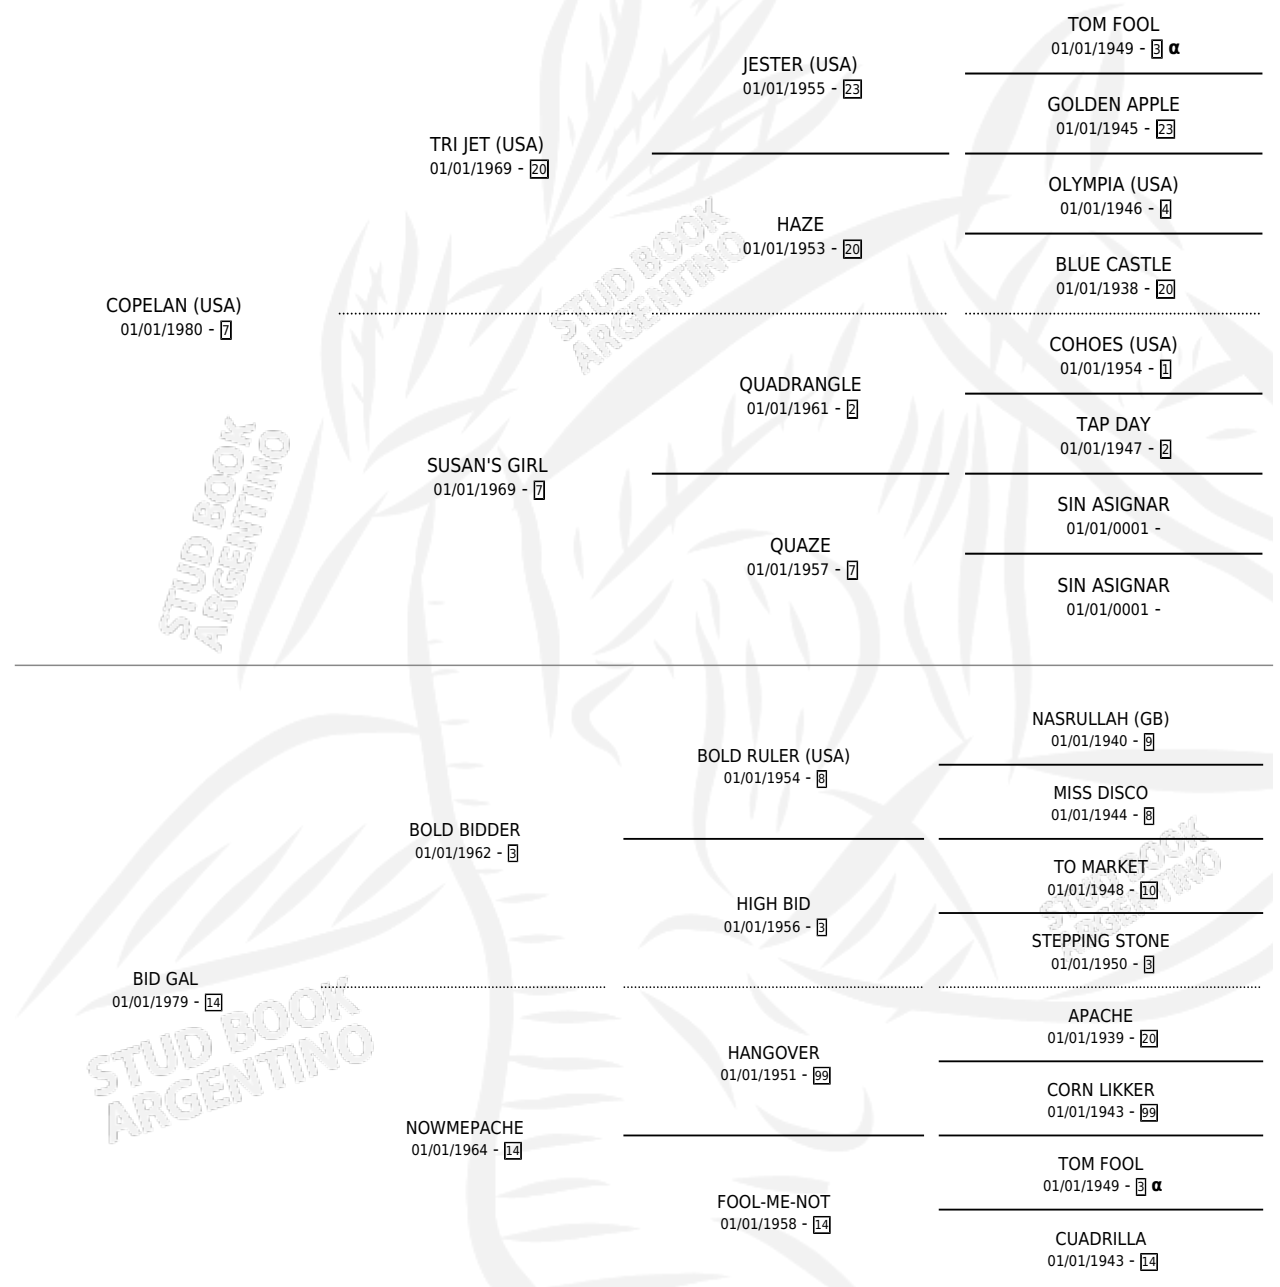 TOM FOOL
01/01/1949 - 3 α
JESTER (USA)
01/01/1955 - 23
GOLDEN APPLE
01/01/1945 - 23
TRI JET (USA)
01/01/1969 - 20
OLYMPIA (USA)
01/01/1946 - 4
HAZE
01/01/1953 - 20
BLUE CASTLE
01/01/1938 - 20
STUD BOOK
ARGENTINO
COPELAN (USA)
01/01/1980 - 7
COHOES (USA)
01/01/1954 - 1
QUADRANGLE
01/01/1961 - 2
TAP DAY
01/01/1947 - 2
SUSAN'S GIRL
01/01/1969 - 7
SIN ASIGNAR
01/01/0001 -
QUAZE
01/01/1957 - 7
SIN ASIGNAR
01/01/0001 -
STUD BOOK
ARGENTINO
NASRULLAH (GB)
01/01/1940 - 9
BOLD RULER (USA)
01/01/1954 - 8
MISS DISCO
01/01/1944 - 8
BOLD BIDDER
01/01/1962 - 3
TO MARKET
01/01/1948 - 10
HIGH BID
01/01/1956 - 3
STEPPING STONE
01/01/1950 - 3
STUD BOOK
ARGENTINO
BID GAL
01/01/1979 - 14
APACHE
01/01/1939 - 20
HANGOVER
01/01/1951 - 99
CORN LIKKER
01/01/1943 - 99
NOWMEPACHE
01/01/1964 - 14
TOM FOOL
01/01/1949 - 3 α
FOOL-ME-NOT
01/01/1958 - 14
CUADRILLA
01/01/1943 - 14
STUD BOOK
ARGENTINO